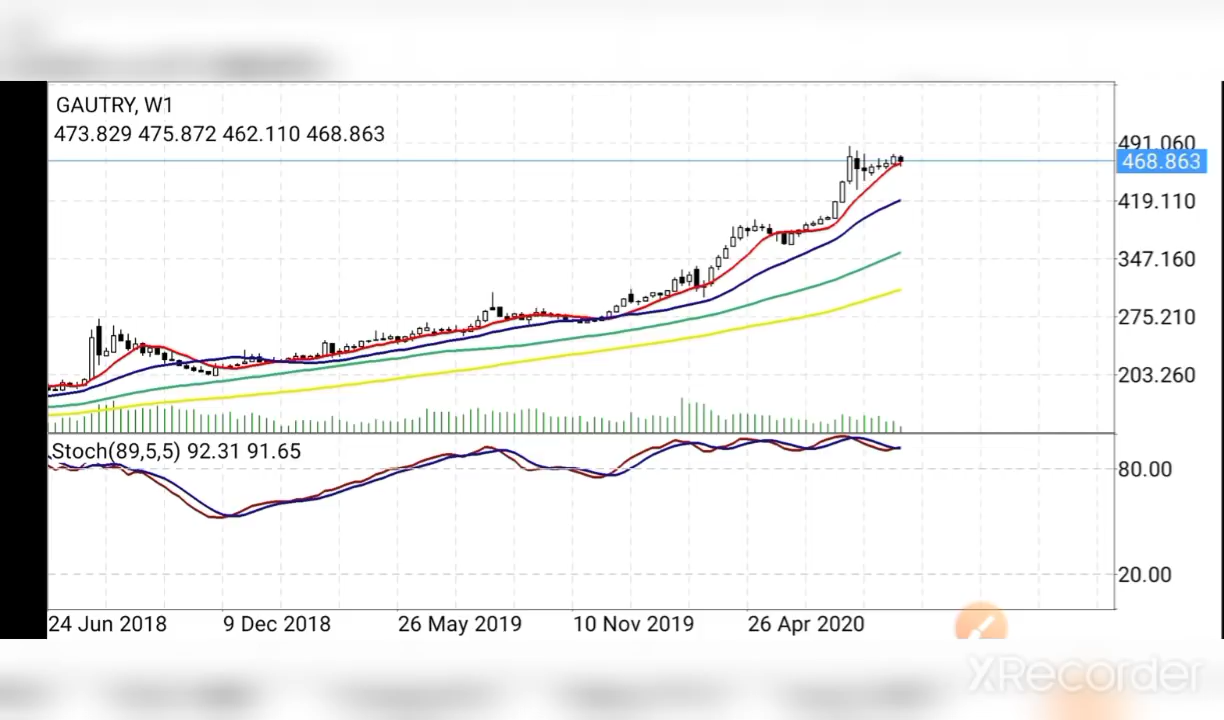 GAUTRY, W1
473.829 475.872 462.110 468.863
491.060
468.863
419.110
347.160
275.210
203.260
Stoch(89,5,5) 92.31 91.65
80.00
20.00
24 Jun 2018 9 Dec 2018 26 May 2019 10 Nov 2019 26 Apr 2020
XRecorder